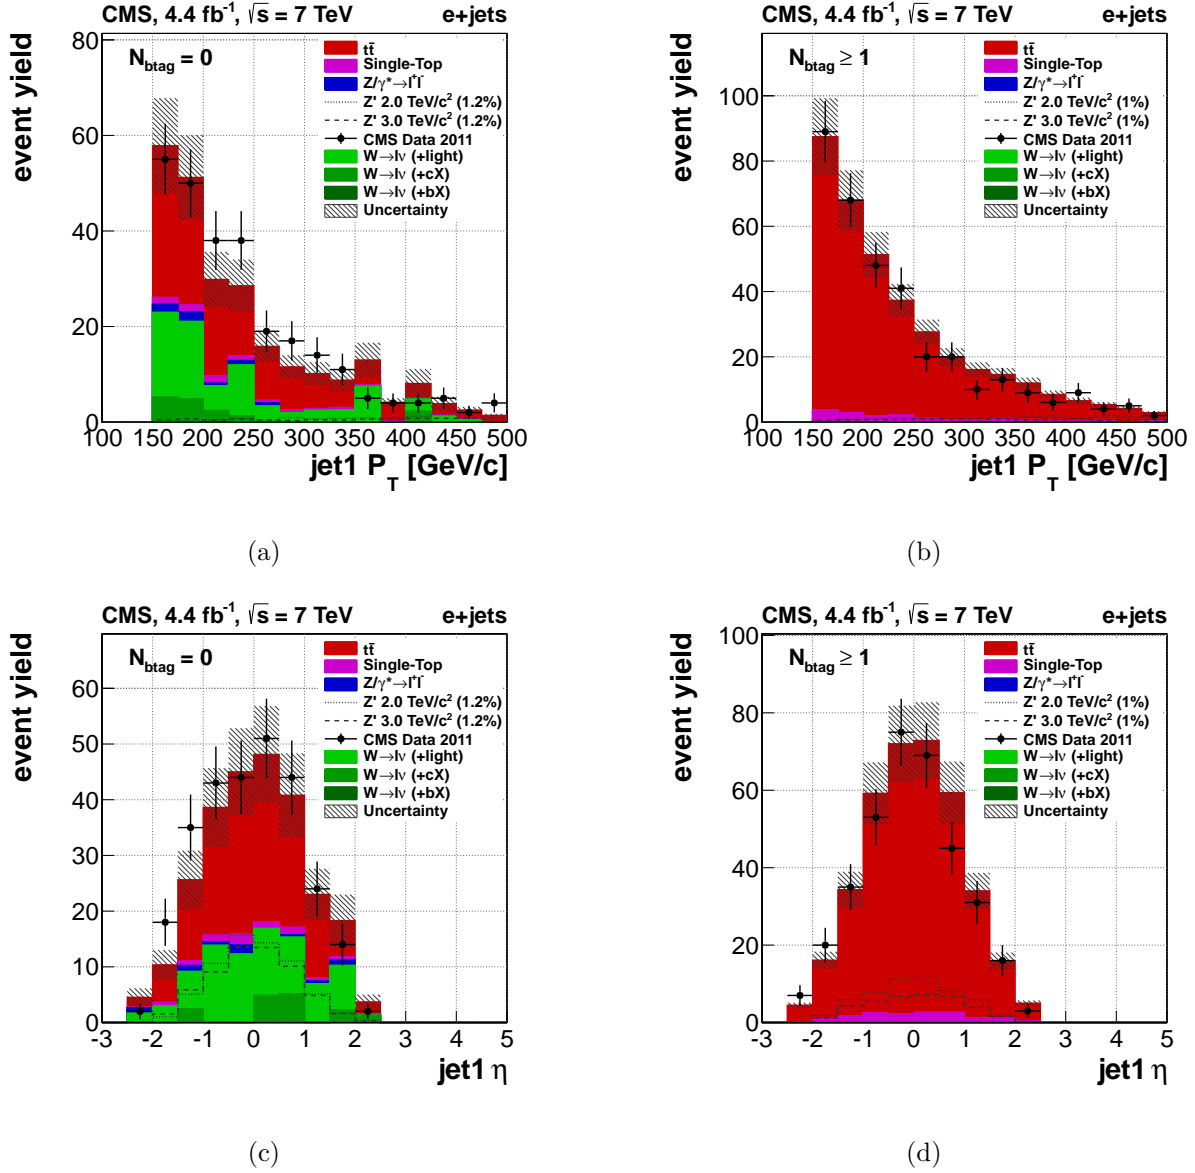 CMS, 4.4 fb⁻¹, √s = 7 TeV e+jets
event yield
N_btag = 0
tt̄
Single-Top
Z/γ*→l⁺l⁻
Z' 2.0 TeV/c² (1.2%)
Z' 3.0 TeV/c² (1.2%)
CMS Data 2011
W→lν (+light)
W→lν (+cX)
W→lν (+bX)
Uncertainty
80
60
40
20
0
100 150 200 250 300 350 400 450 500
jet1 P_T [GeV/c]
(a)
CMS, 4.4 fb⁻¹, √s = 7 TeV e+jets
event yield
N_btag ≥ 1
tt̄
Single-Top
Z/γ*→l⁺l⁻
Z' 2.0 TeV/c² (1%)
Z' 3.0 TeV/c² (1%)
CMS Data 2011
W→lν (+light)
W→lν (+cX)
W→lν (+bX)
Uncertainty
100
80
60
40
20
0
100 150 200 250 300 350 400 450 500
jet1 P_T [GeV/c]
(b)
CMS, 4.4 fb⁻¹, √s = 7 TeV e+jets
event yield
N_btag = 0
tt̄
Single-Top
Z/γ*→l⁺l⁻
Z' 2.0 TeV/c² (1.2%)
Z' 3.0 TeV/c² (1.2%)
CMS Data 2011
W→lν (+light)
W→lν (+cX)
W→lν (+bX)
Uncertainty
60
50
40
30
20
10
0
-3 -2 -1 0 1 2 3 4 5
jet1 η
(c)
CMS, 4.4 fb⁻¹, √s = 7 TeV e+jets
event yield
N_btag ≥ 1
tt̄
Single-Top
Z/γ*→l⁺l⁻
Z' 2.0 TeV/c² (1%)
Z' 3.0 TeV/c² (1%)
CMS Data 2011
W→lν (+light)
W→lν (+cX)
W→lν (+bX)
Uncertainty
100
80
60
40
20
0
-3 -2 -1 0 1 2 3 4 5
jet1 η
(d)